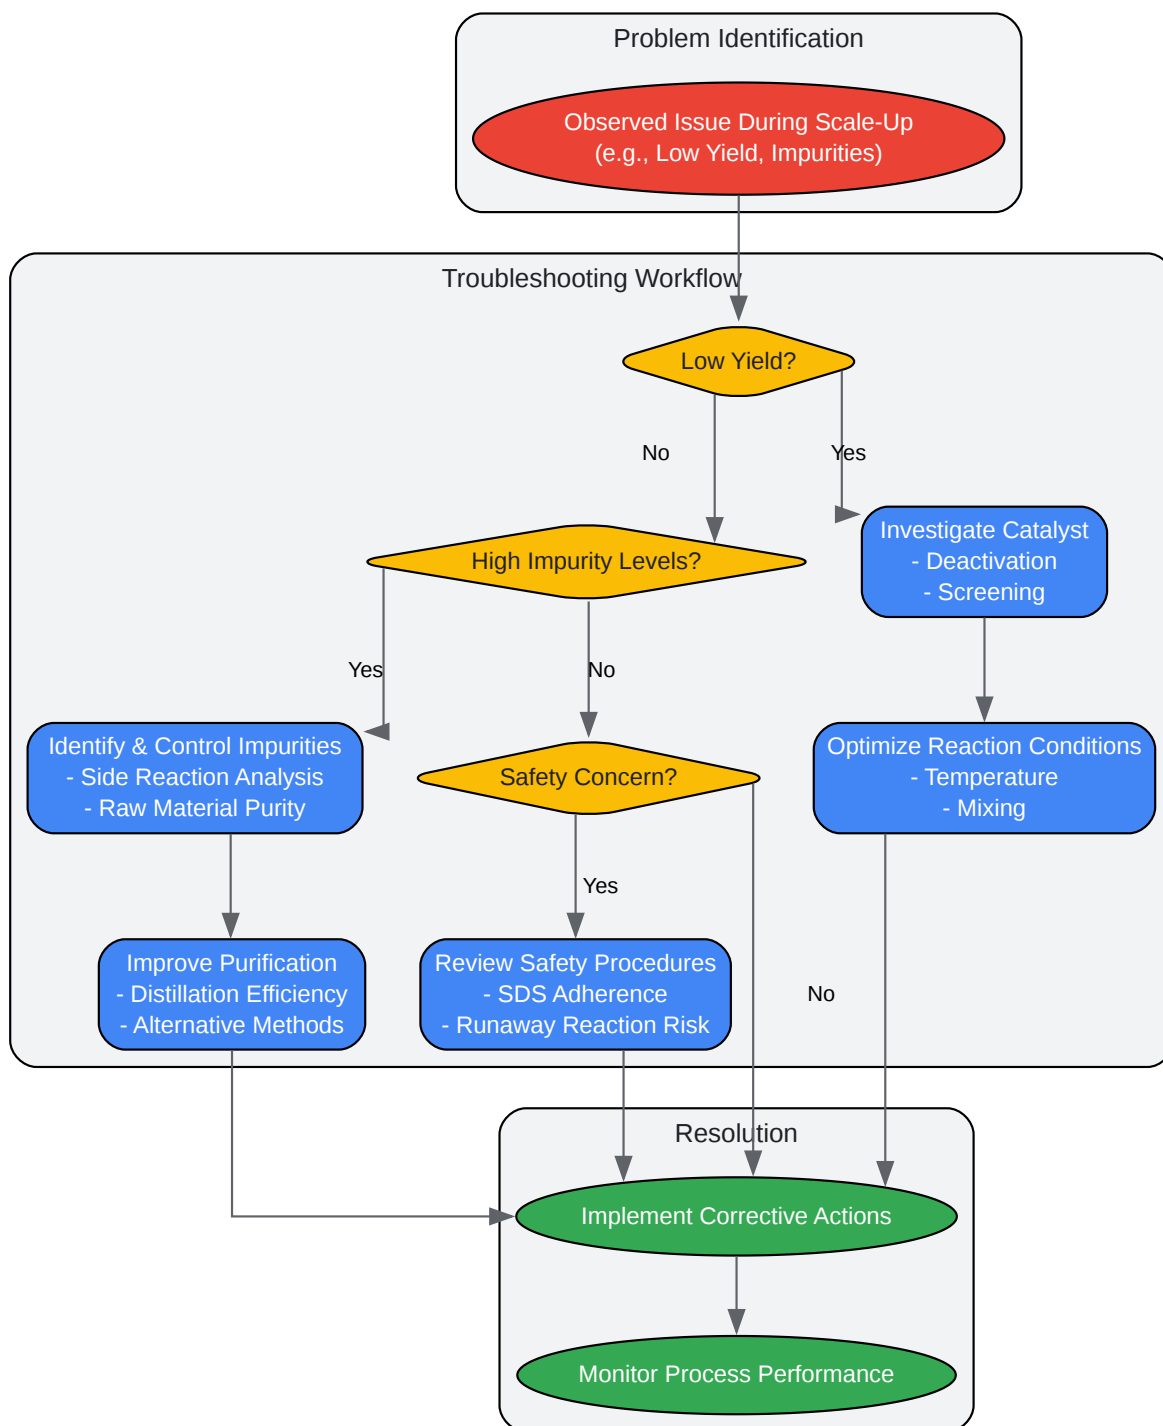 Problem Identification
Observed Issue During Scale-Up
(e.g., Low Yield, Impurities)
Troubleshooting Workflow
Low Yield?
No
Yes
High Impurity Levels?
Investigate Catalyst
- Deactivation
- Screening
Yes
No
Identify & Control Impurities
- Side Reaction Analysis
- Raw Material Purity
Safety Concern?
Optimize Reaction Conditions
- Temperature
- Mixing
Yes
Improve Purification
- Distillation Efficiency
- Alternative Methods
Review Safety Procedures
- SDS Adherence
- Runaway Reaction Risk
No
Resolution
Implement Corrective Actions
Monitor Process Performance